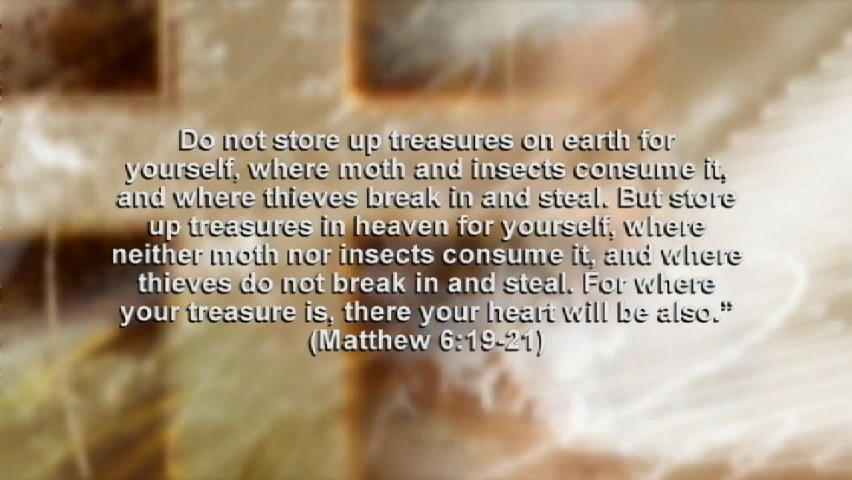 Do not store up treasures on earth for
yourself, where moth and insects consume it,
and where thieves break in and steal. But store
up treasures in heaven for yourself, where
neither moth nor insects consume it, and where
thieves do not break in and steal. For where
your treasure is, there your heart will be also.”
(Matthew 6:19-21)